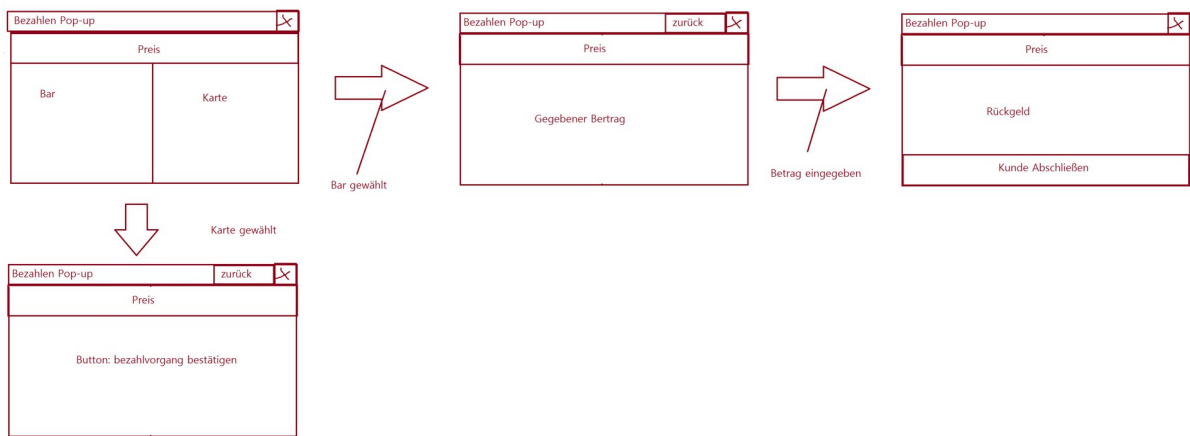 Bezahlen Pop-up
Preis
Bar
Karte
Bar gewählt
Bezahlen Pop-up
zurück
Preis
Gegebener Bertrag
Betrag eingegeben
Bezahlen Pop-up
Preis
Rückgeld
Kunde Abschließen
Karte gewählt
Bezahlen Pop-up
zurück
Preis
Button: bezahlvorgang bestätigen